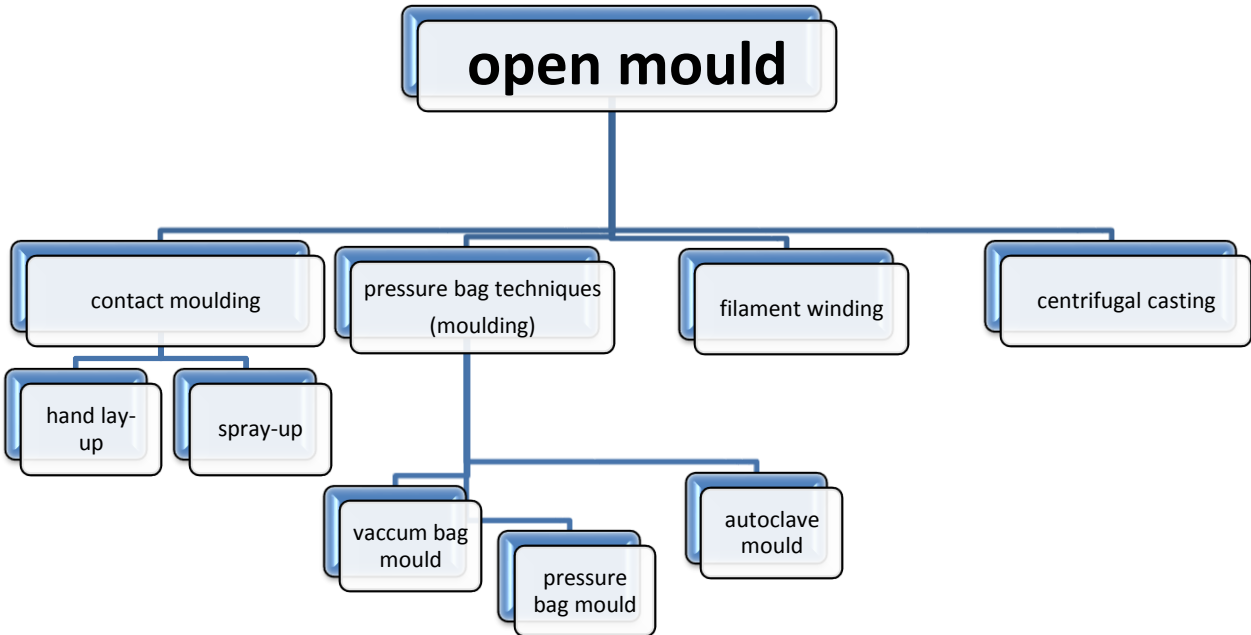 open mould
contact moulding
pressure bag techniques
(moulding)
filament winding
centrifugal casting
hand lay-
up
spray-up
vaccum bag
mould
pressure
bag mould
autoclave
mould